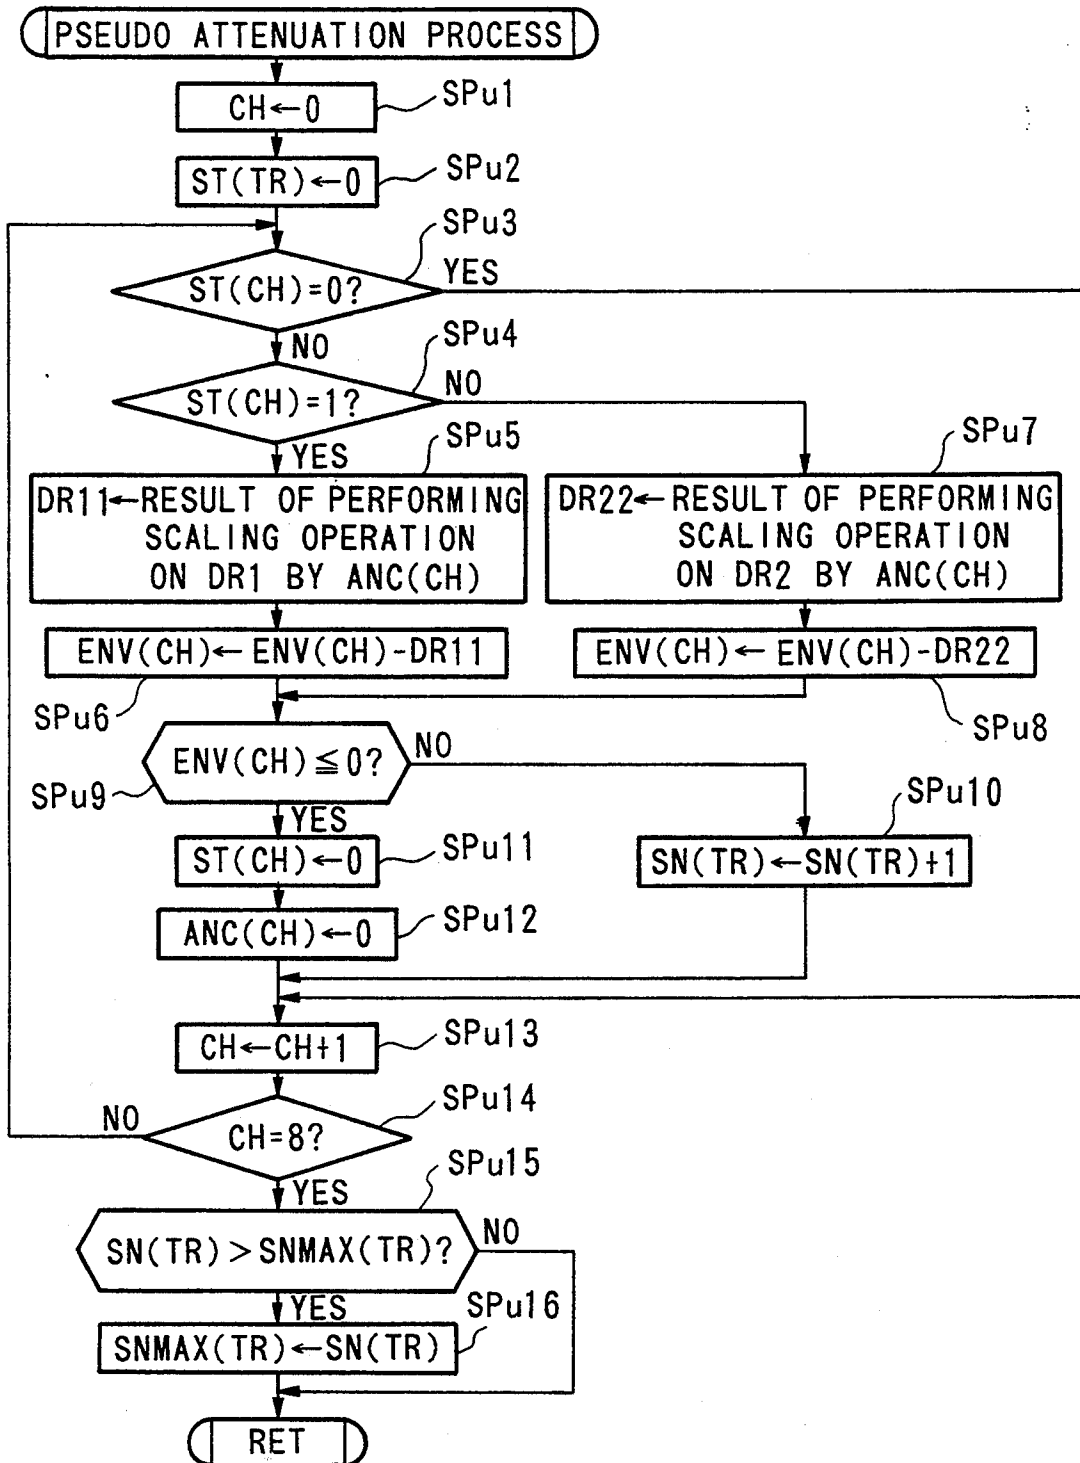 PSEUDO ATTENUATION PROCESS
CH←0
SPu1
ST(TR)←0
SPu2
SPu3
ST(CH)=0?
YES
NO
SPu4
ST(CH)=1?
NO
YES
SPu5
SPu7
DR11←RESULT OF PERFORMING
SCALING OPERATION
ON DR1 BY ANC(CH)
DR22←RESULT OF PERFORMING
SCALING OPERATION
ON DR2 BY ANC(CH)
ENV(CH)←ENV(CH)-DR11
ENV(CH)←ENV(CH)-DR22
SPu6
SPu8
ENV(CH)≦0?
NO
SPu9
YES
SPu10
ST(CH)←0
SPu11
SN(TR)←SN(TR)+1
ANC(CH)←0
SPu12
CH←CH+1
SPu13
SPu14
NO
CH=8?
YES
SPu15
SN(TR)>SNMAX(TR)?
NO
YES
SPu16
SNMAX(TR)←SN(TR)
RET